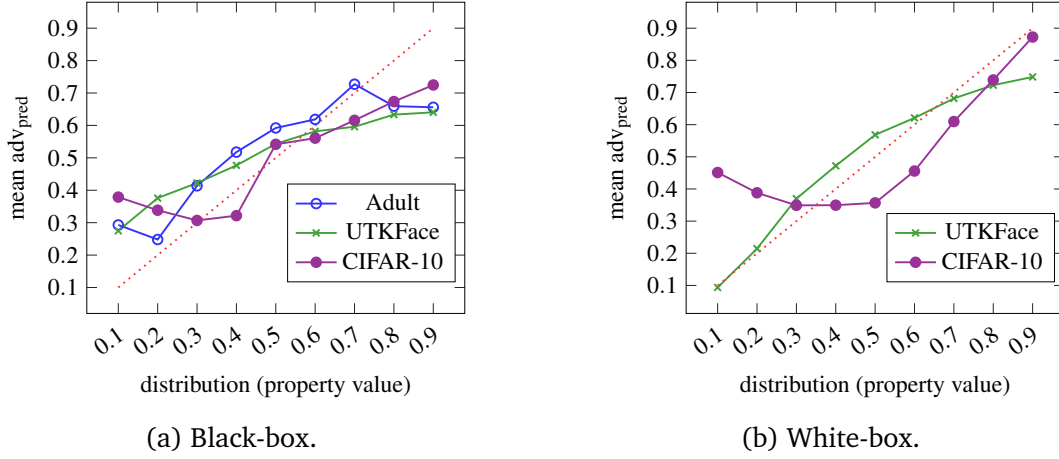 0.9
0.8
0.7
0.6
0.5
0.4
0.3
0.2
0.1
mean adv_pred
Adult
UTKFace
CIFAR-10
0.1 0.2 0.3 0.4 0.5 0.6 0.7 0.8 0.9
distribution (property value)
(a) Black-box.
0.9
0.8
0.7
0.6
0.5
0.4
0.3
0.2
0.1
mean adv_pred
UTKFace
CIFAR-10
0.1 0.2 0.3 0.4 0.5 0.6 0.7 0.8 0.9
distribution (property value)
(b) White-box.